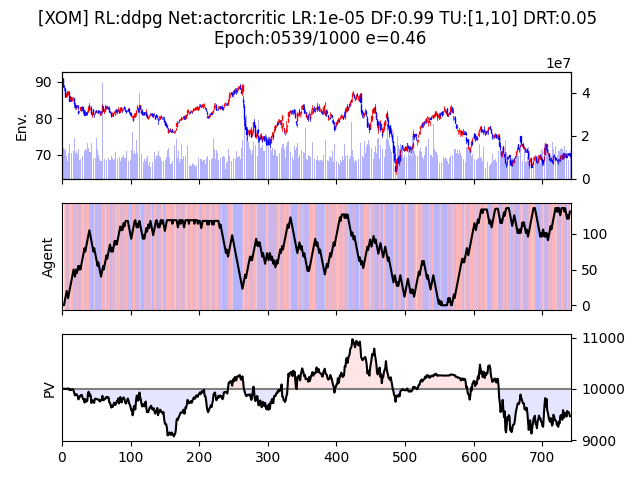 [XOM] RL:ddpg Net:actorcritic LR:1e-05 DF:0.99 TU:[1,10] DRT:0.05
Epoch:0539/1000 e=0.46
1e7
90
80
70
Env.
4
2
0
Agent
100
50
0
PV
11000
10000
9000
0 100 200 300 400 500 600 700